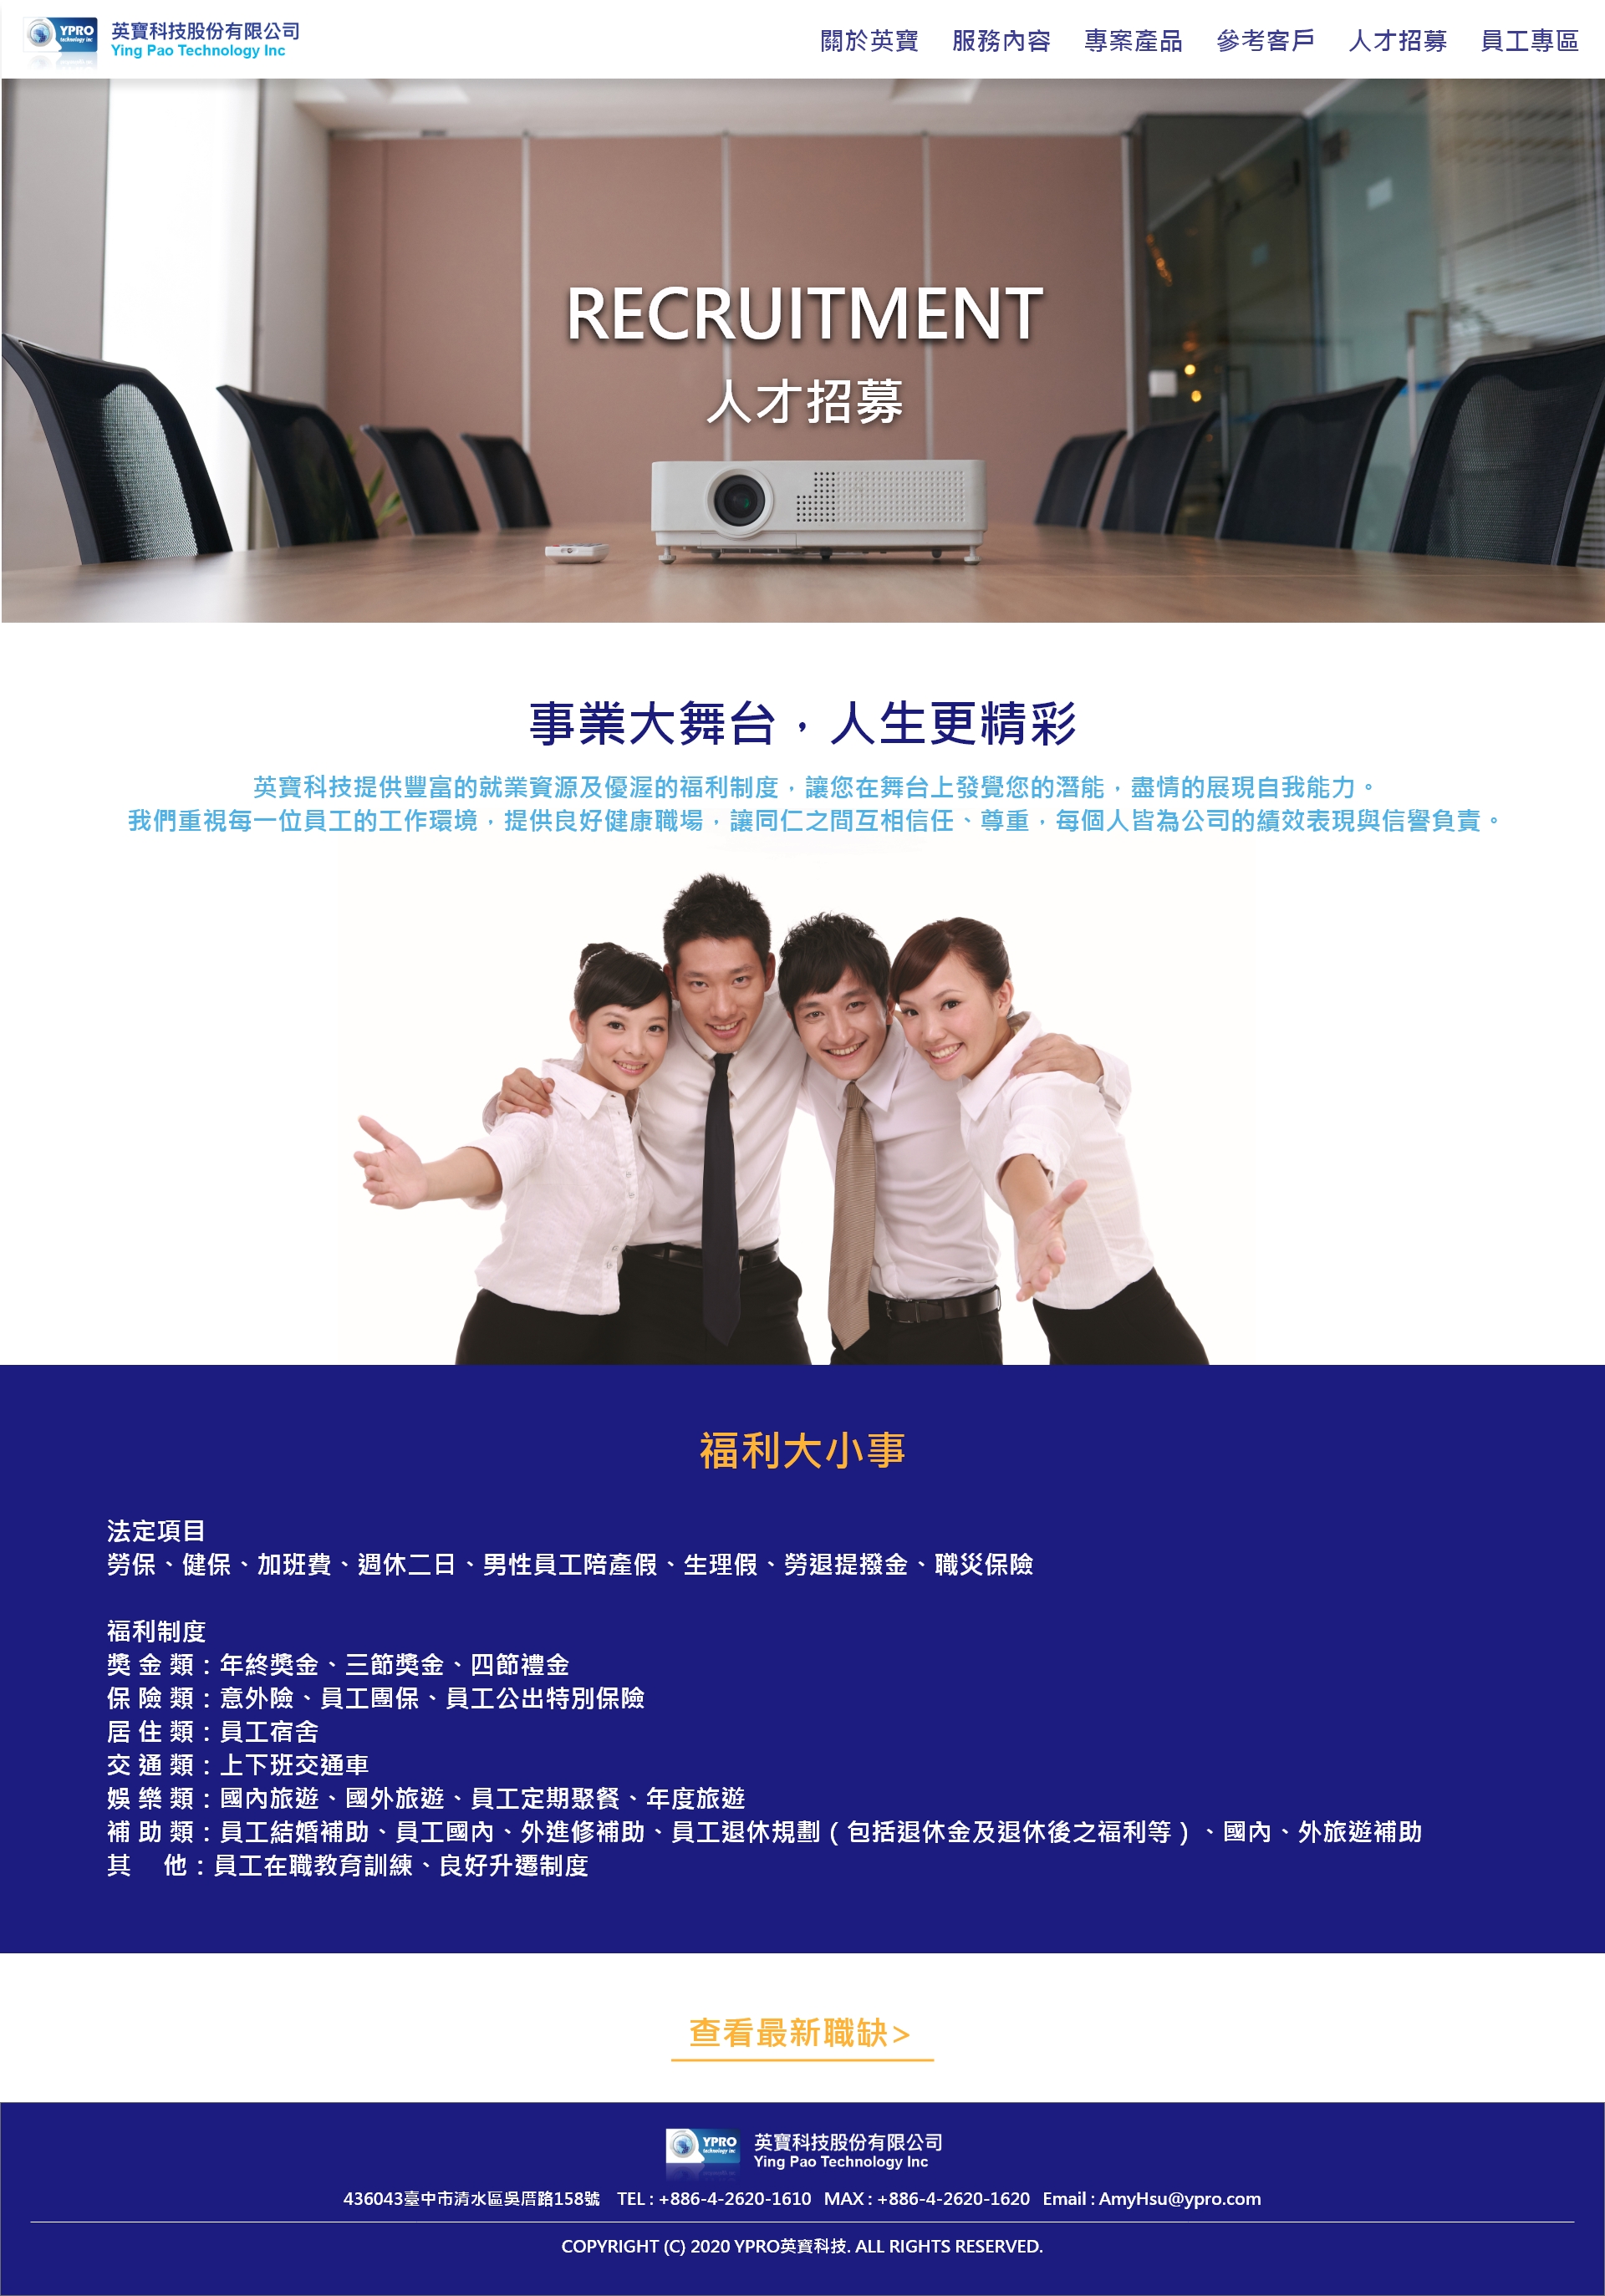 YPRO
technology inc
英寶科技股份有限公司
Ying Pao Technology Inc
關於英寶 服務內容 專案產品 參考客戶 人才招募 員工專區
RECRUITMENT
人才招募
事業大舞台，人生更精彩
英寶科技提供豐富的就業資源及優渥的福利制度，讓您在舞台上發覺您的潛能，盡情的展現自我能力。
我們重視每一位員工的工作環境，提供良好健康職場，讓同仁之間互相信任、尊重，每個人皆為公司的績效表現與信譽負責。
福利大小事
法定項目
勞保、健保、加班費、週休二日、男性員工陪產假、生理假、勞退提撥金、職災保險
福利制度
獎 金 類：年終獎金、三節獎金、四節禮金
保 險 類：意外險、員工團保、員工公出特別保險
居 住 類：員工宿舍
交 通 類：上下班交通車
娛 樂 類：國內旅遊、國外旅遊、員工定期聚餐、年度旅遊
補 助 類：員工結婚補助、員工國內、外進修補助、員工退休規劃（包括退休金及退休後之福利等）、國內、外旅遊補助
其 他：員工在職教育訓練、良好升遷制度
查看最新職缺>
YPRO
technology inc
英寶科技股份有限公司
Ying Pao Technology Inc
436043臺中市清水區吳厝路158號 TEL : +886-4-2620-1610 MAX : +886-4-2620-1620 Email : AmyHsu@ypro.com
COPYRIGHT (C) 2020 YPRO英寶科技. ALL RIGHTS RESERVED.